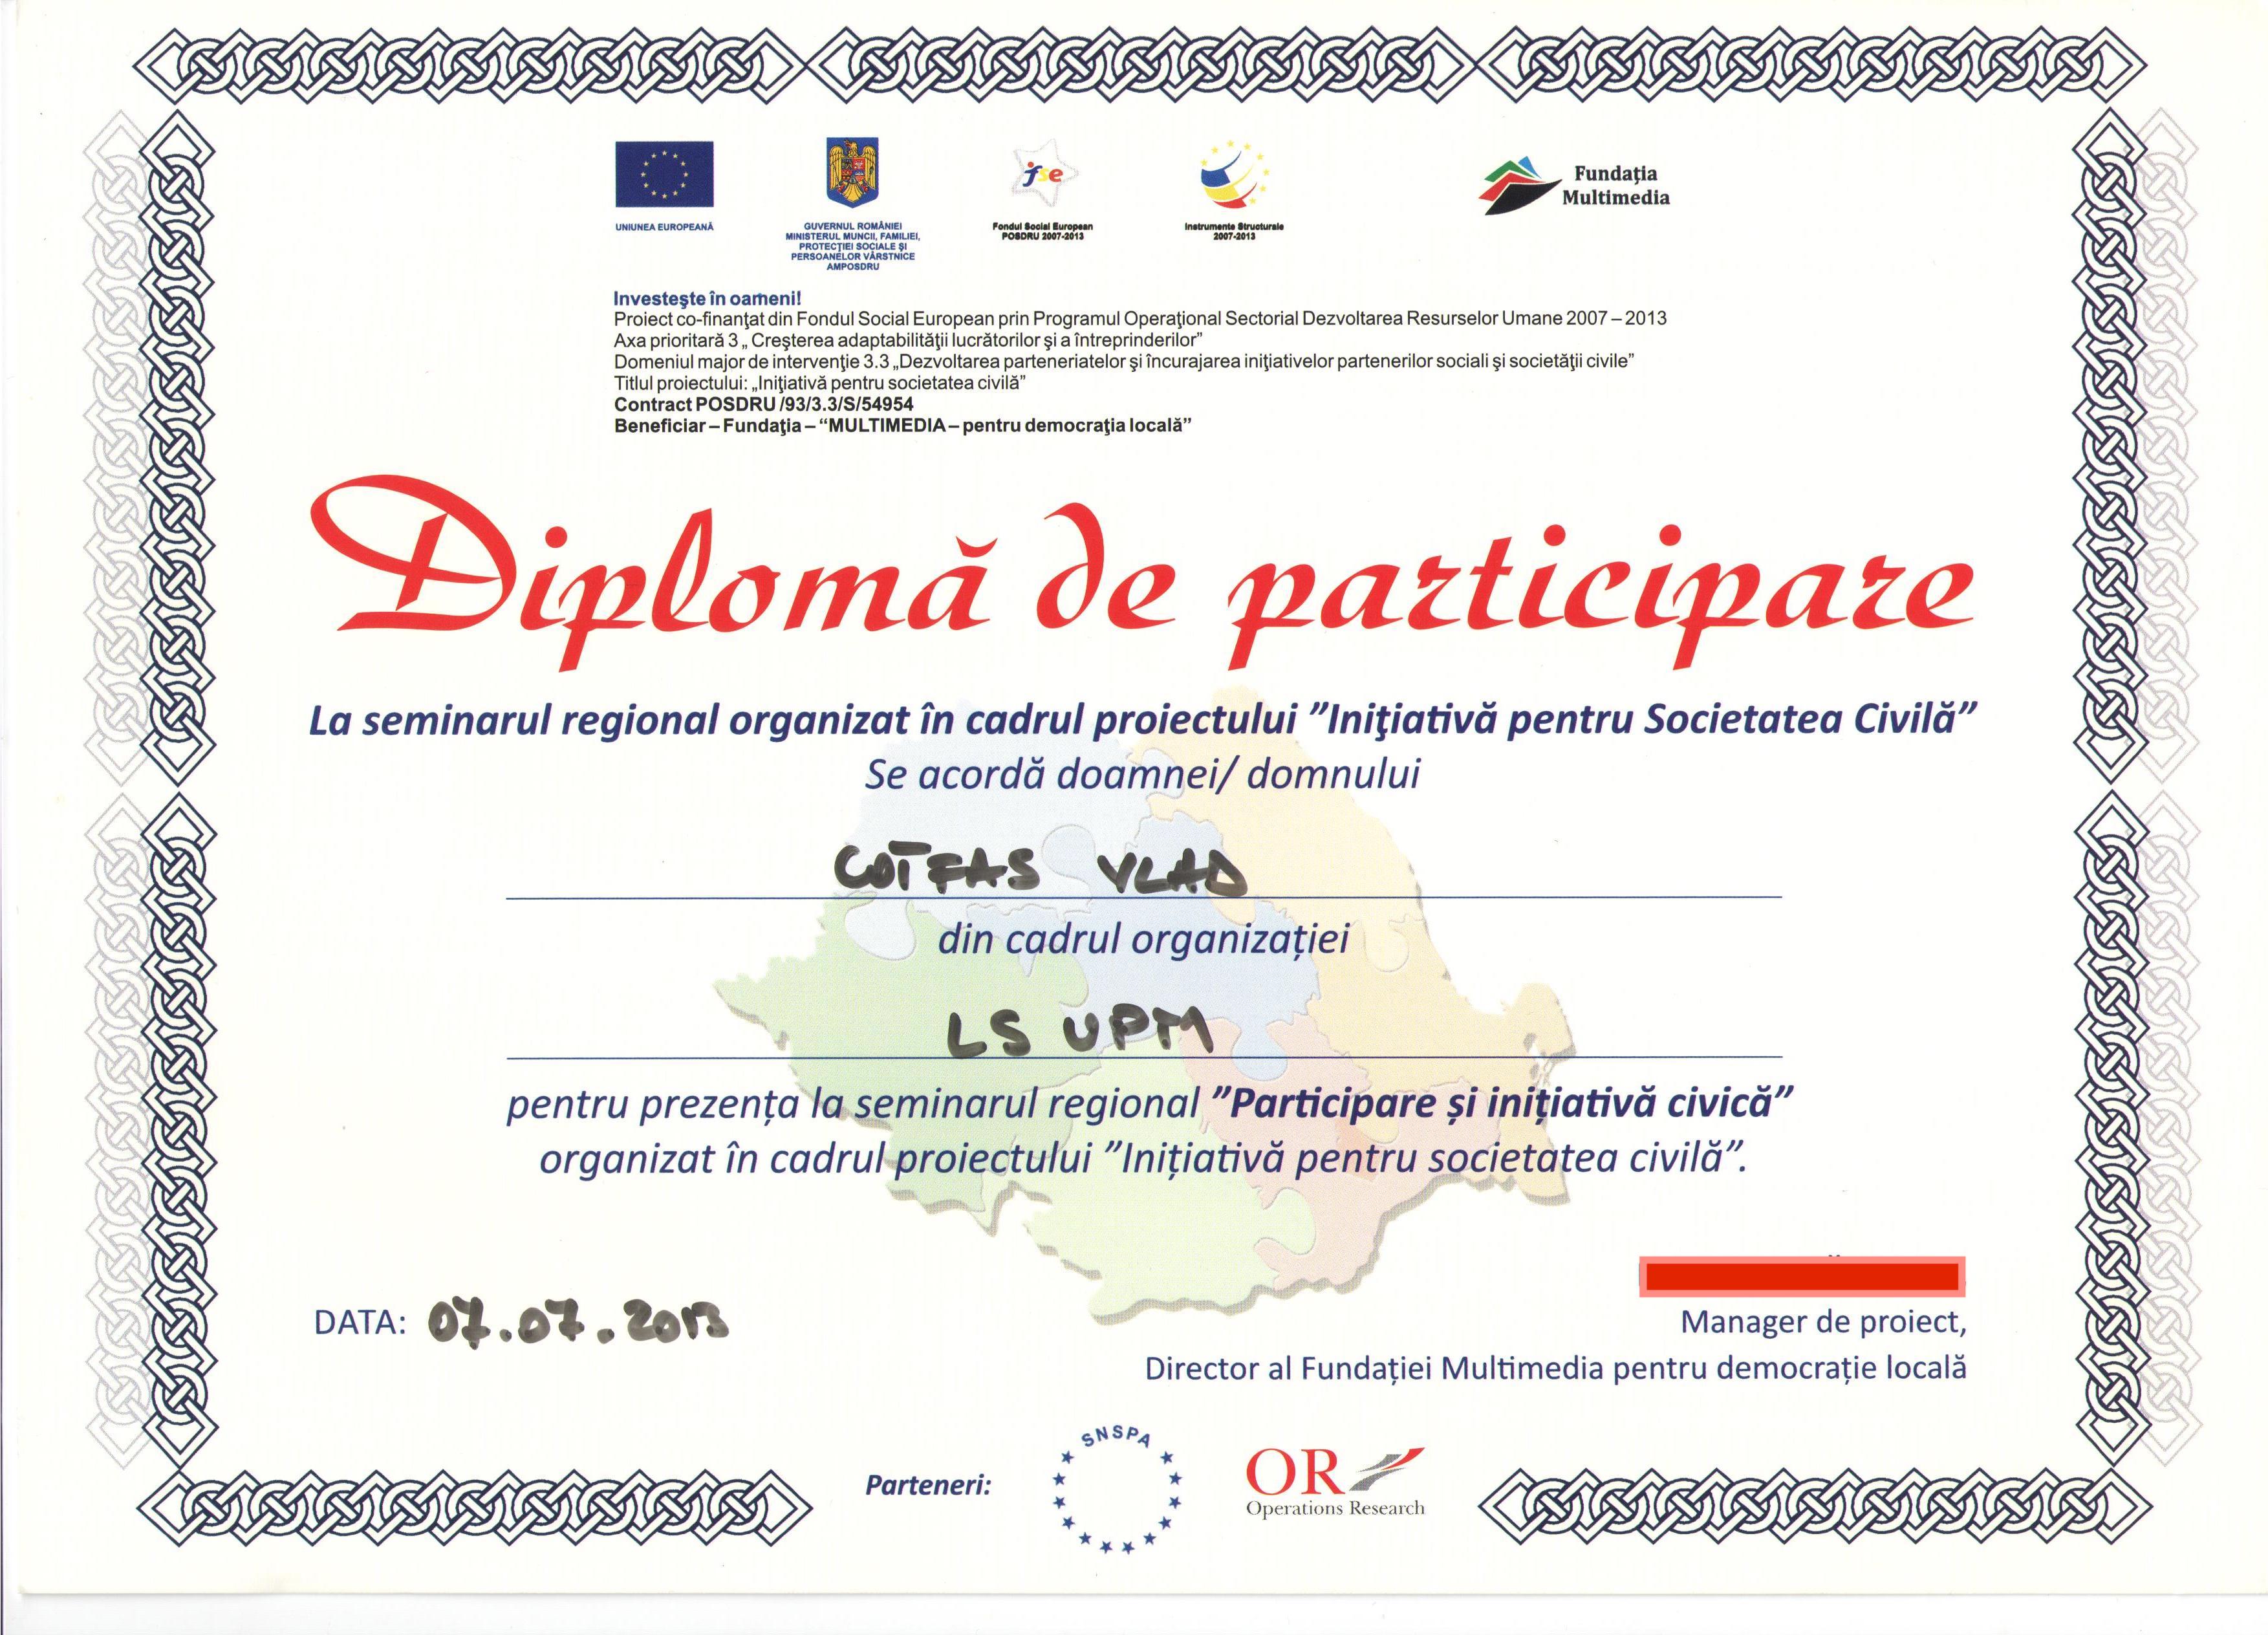 UNIUNEA EUROPEANĂ
GUVERNUL ROMÂNIEI
MINISTERUL MUNCII, FAMILIEI,
PROTECŢIEI SOCIALE ŞI
PERSOANELOR VÂRSTNICE
AMPOSDRU
fse
Fondul Social European
POSDRU 2007-2013
Instrumente Structurale
2007-2013
Fundaţia
Multimedia
Investeşte în oameni!
Proiect co-finanţat din Fondul Social European prin Programul Operaţional Sectorial Dezvoltarea Resurselor Umane 2007 – 2013
Axa prioritară 3 „ Creşterea adaptabilităţii lucrătorilor şi a întreprinderilor”
Domeniul major de intervenţie 3.3 „Dezvoltarea parteneriatelor şi încurajarea iniţiativelor partenerilor sociali şi societăţii civile”
Titlul proiectului: „Iniţiativă pentru societatea civilă”
Contract POSDRU /93/3.3/S/54954
Beneficiar – Fundaţia – “MULTIMEDIA – pentru democraţia locală”
Diplomă de participare
La seminarul regional organizat în cadrul proiectului ”Iniţiativă pentru Societatea Civilă”
Se acordă doamnei/ domnului
COTFAS VLAD
din cadrul organizației
LS UPM
pentru prezența la seminarul regional ”Participare și inițiativă civică”
organizat în cadrul proiectului ”Inițiativă pentru societatea civilă”.
DATA: 07.07.2013
Manager de proiect,
Director al Fundației Multimedia pentru democrație locală
Parteneri:
SNSPA
OR
Operations Research